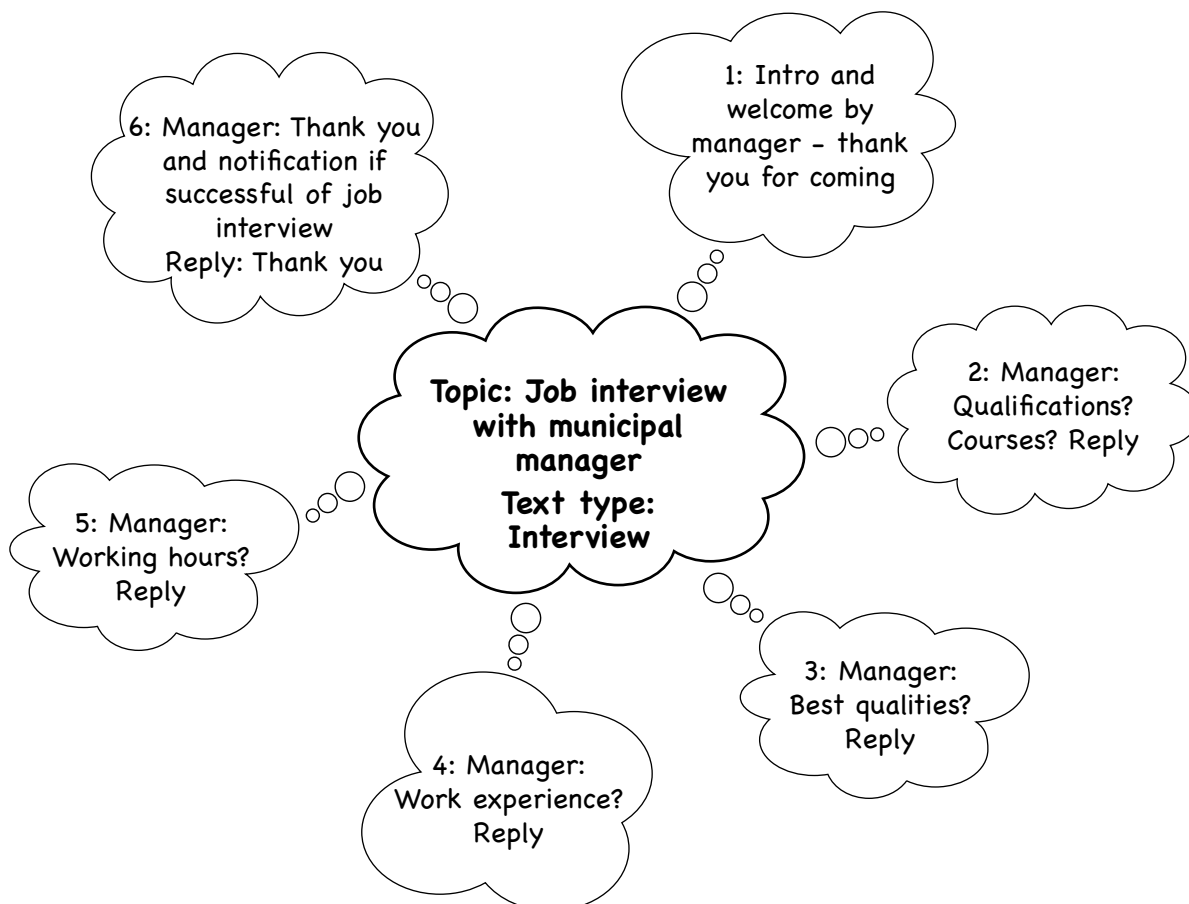 Topic: Job interview
with municipal
manager
Text type:
Interview
1: Intro and
welcome by
manager – thank
you for coming
2: Manager:
Qualifications?
Courses? Reply
3: Manager:
Best qualities?
Reply
4: Manager:
Work experience?
Reply
5: Manager:
Working hours?
Reply
6: Manager: Thank you
and notification if
successful of job
interview
Reply: Thank you